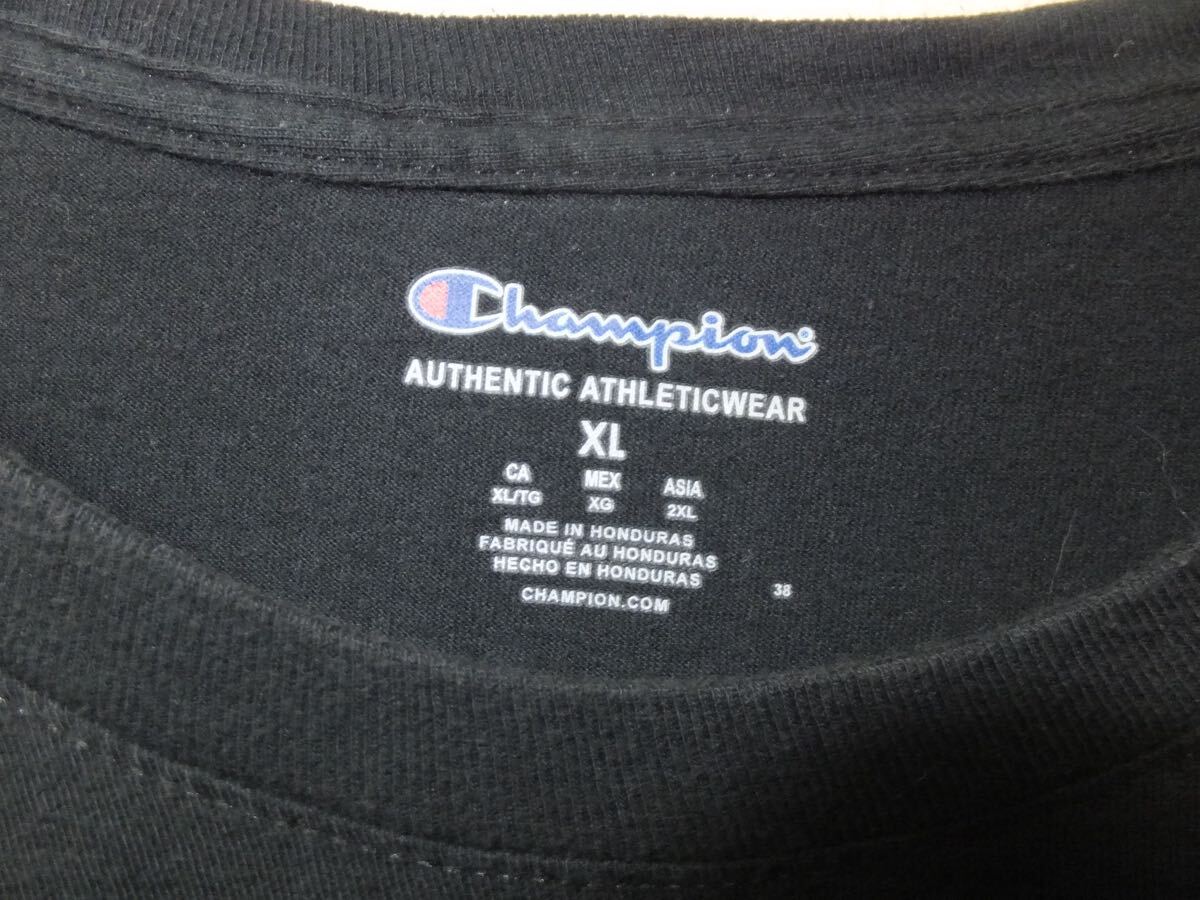 Champion
AUTHENTIC ATHLETICWEAR
XL
CA MEX ASIA
XL/TG XG 2XL
MADE IN HONDURAS
FABRIQUÉ AU HONDURAS
HECHO EN HONDURAS
38
CHAMPION.COM